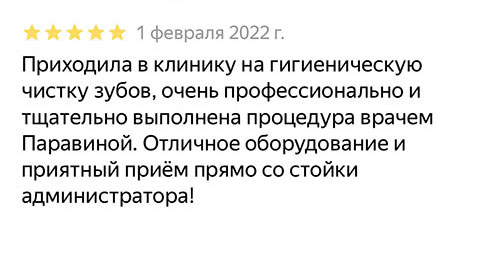 1 февраля 2022 г.
Приходила в клинику на гигиеническую
чистку зубов, очень профессионально и
тщательно выполнена процедура врачем
Паравиной. Отличное оборудование и
приятный приём прямо со стойки
администратора!